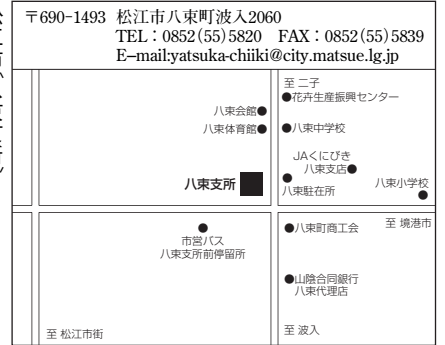 〒690-1493 松江市八束町波入2060
TEL：0852(55)5820 FAX：0852(55)5839
E-mail:yatsuka-chiiki@city.matsue.lg.jp
至 二子
●花卉生産振興センター
八束会館●
八束体育館●
●八束中学校
JAくにびき
八束支店●
八束支所
八束駐在所
八束小学校
●八束町商工会
至 境港市
市営バス
八束支所前停留所
●山陰合同銀行
八束代理店
至 松江市街
至 波入